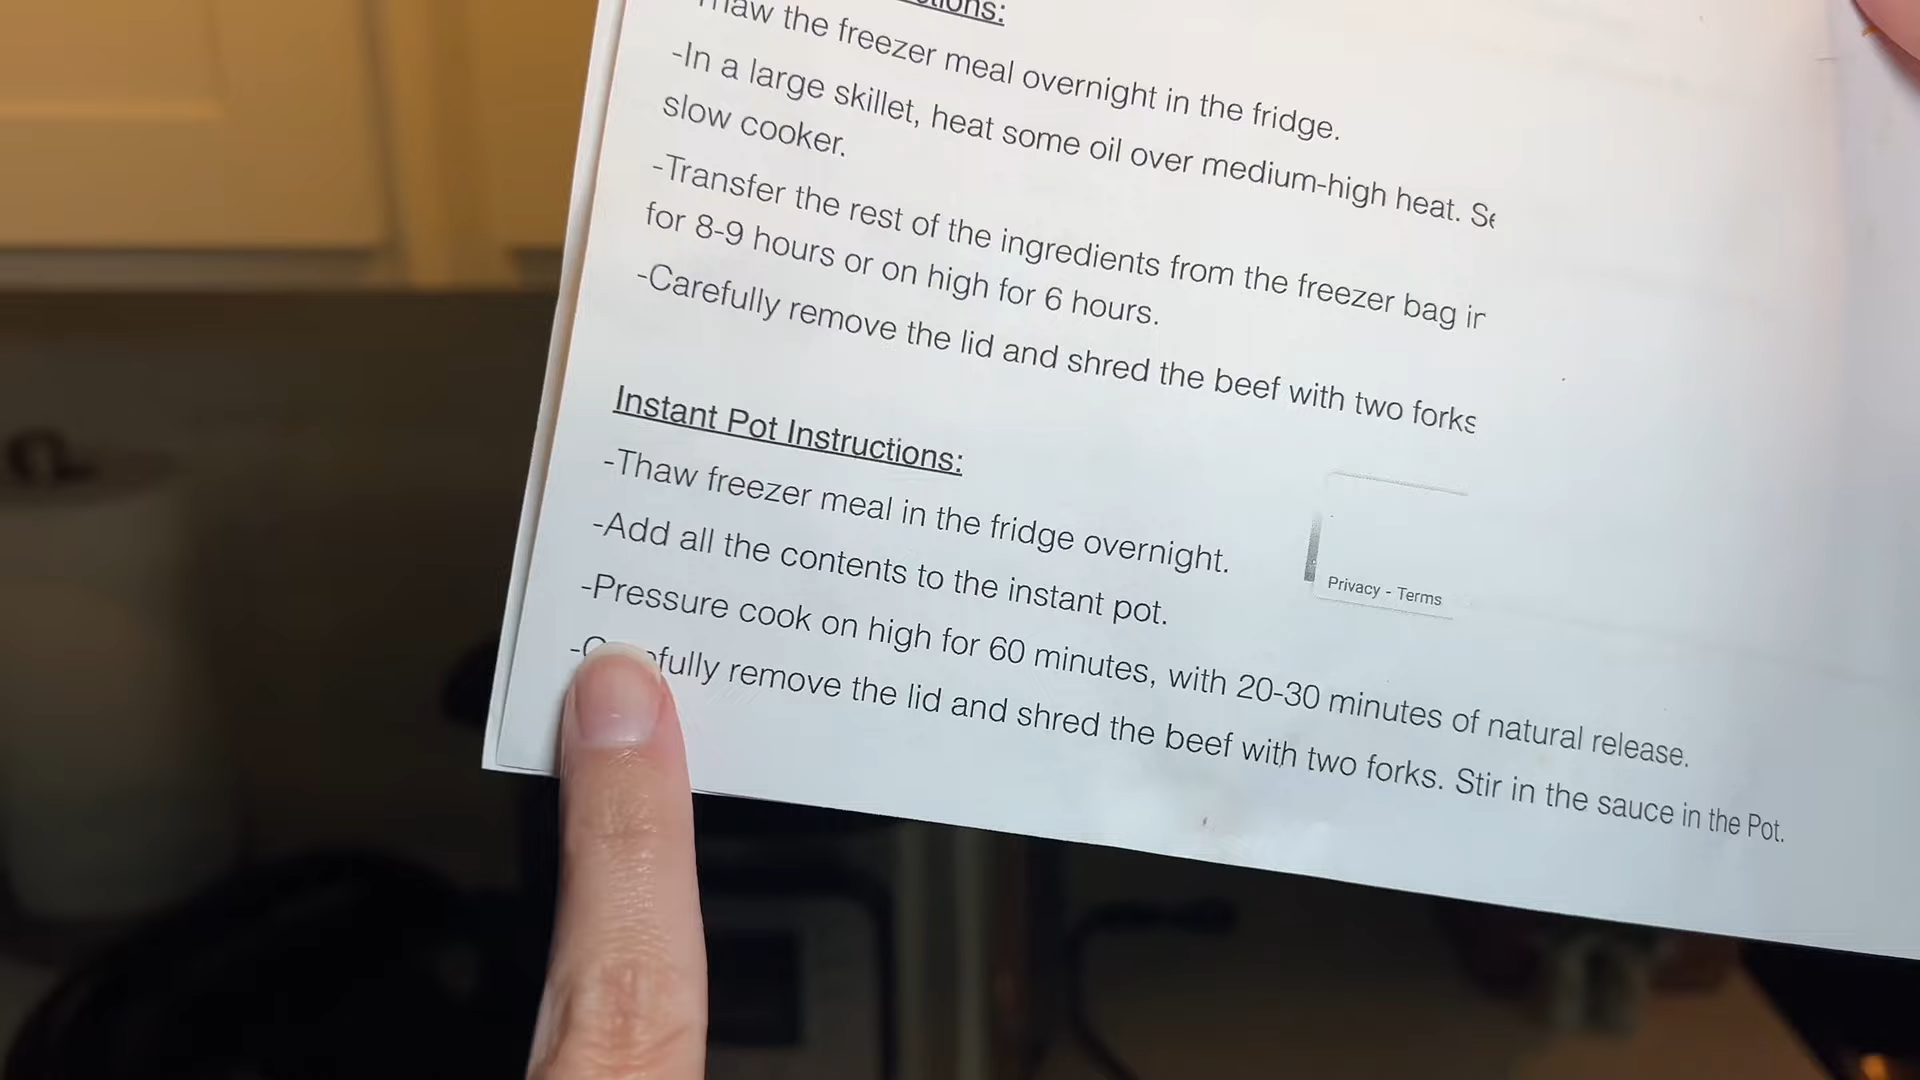 the freezer meal overnight in the fridge.
-In a large skillet, heat some oil over medium-high heat.
slow cooker.
-Transfer the rest of the ingredients from the freezer bag
for 8-9 hours or on high for 6 hours.
-Carefully remove the lid and shred the beef with two forks
Instant Pot Instructions:
-Thaw freezer meal in the fridge overnight.
-Add all the contents to the instant pot.
-Pressure cook on high for 60 minutes, with 20-30 minutes of natural release.
remove the lid and shred the beef with two forks. Stir in the sauce in the Pot.
Privacy - Terms